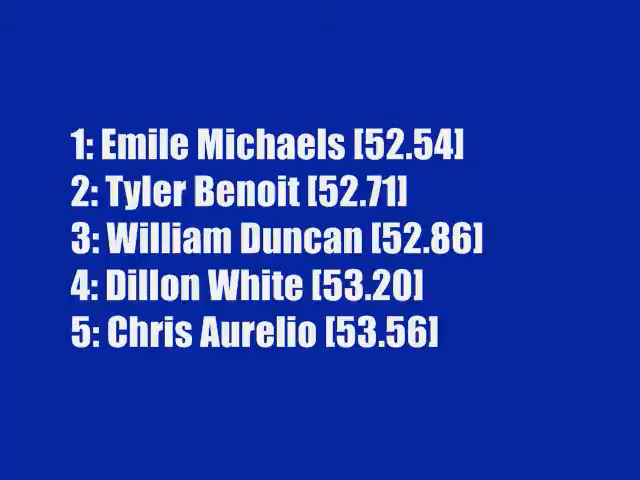 1: Emile Michaels [52.54]
2: Tyler Benoit [52.71]
3: William Duncan [52.86]
4: Dillon White [53.20]
5: Chris Aurelio [53.56]